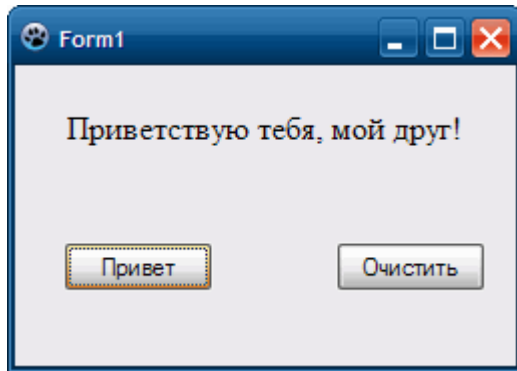 Form1
Приветствую тебя, мой друг!
Привет
Очистить